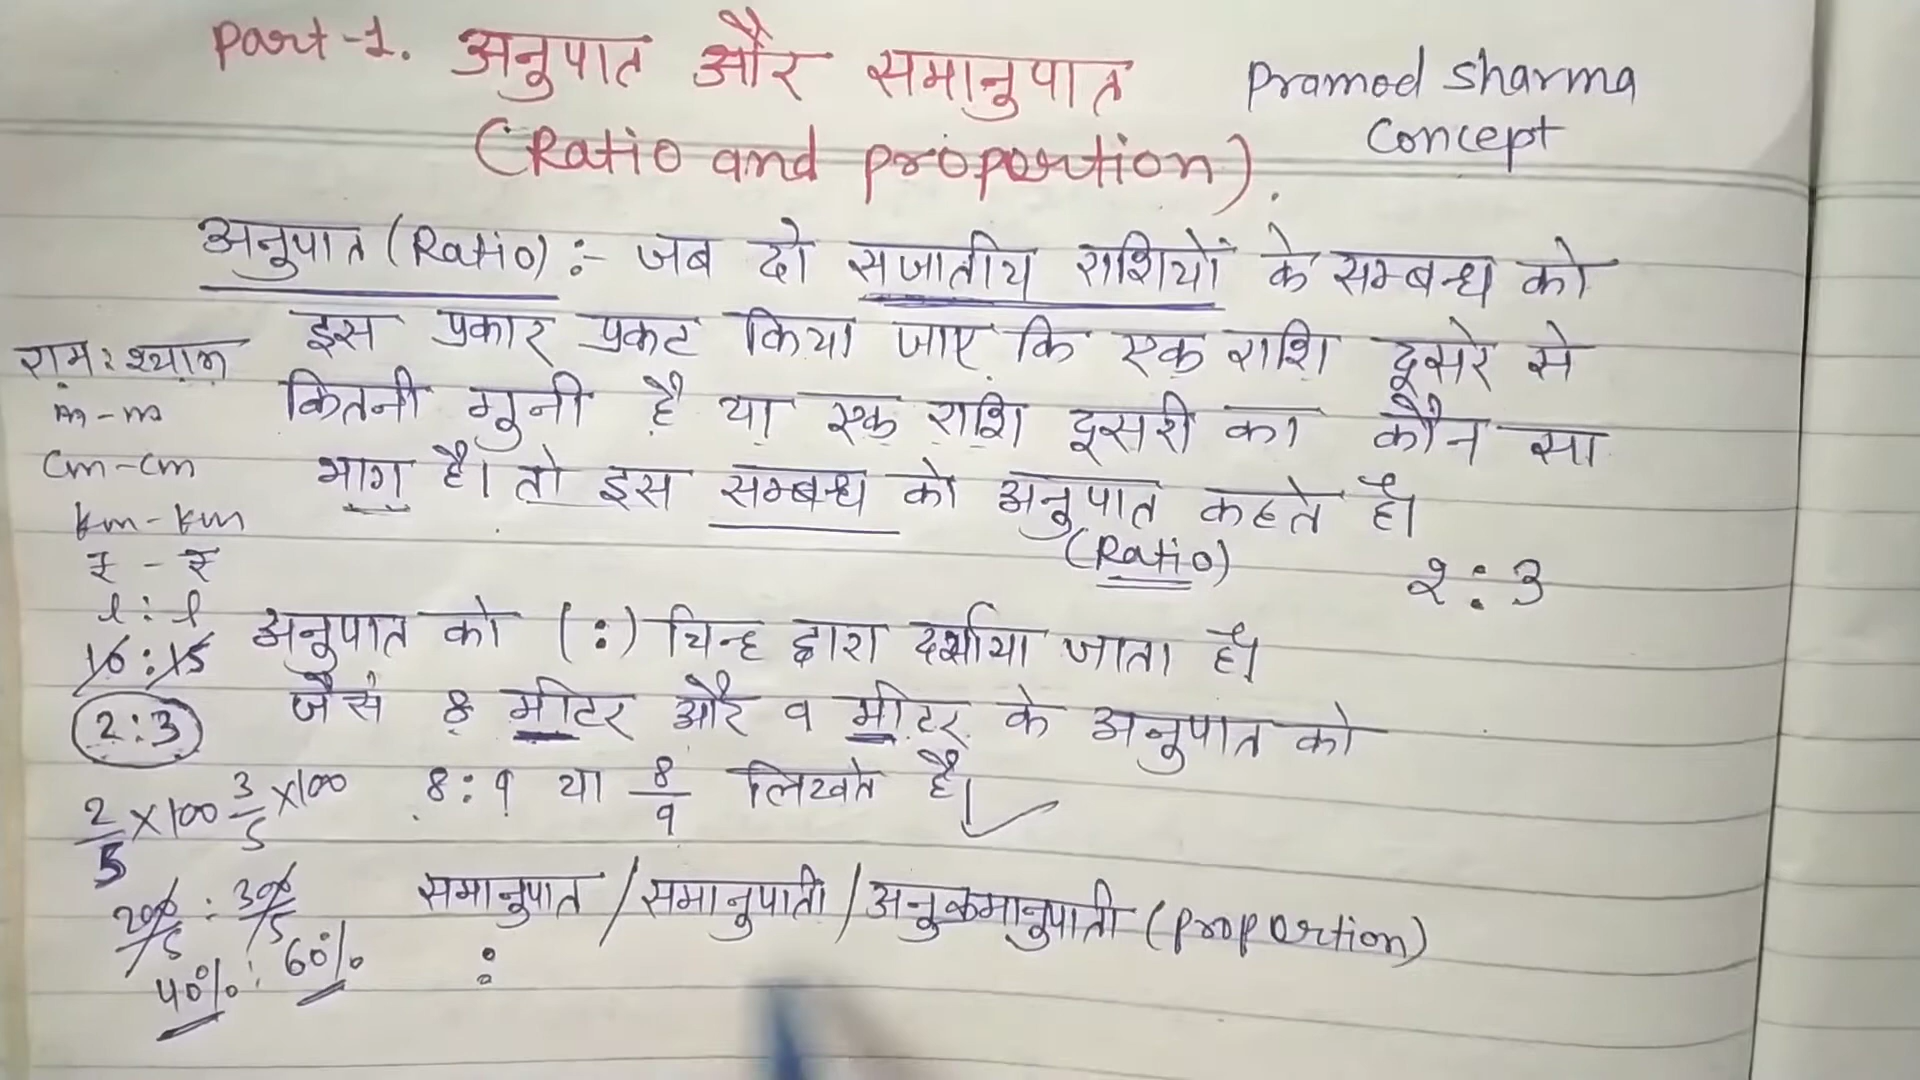 Part-1. अनुपात और समानुपात
(Ratio and proportion).
Pramod Sharma
Concept
अनुपात (Ratio) :- जब दो सजातीय राशियों के सम्बन्ध को
इस प्रकार प्रकट किया जाए कि एक राशि दूसरे से
कितनी गुनी है या एक राशि दूसरी का कौन सा
भाग है। तो इस सम्बन्ध को अनुपात कहते है।
(Ratio)
2 : 3
राम : श्याम
m - m
cm - cm
km - km
₹ - ₹
l : l
10 : 15
2 : 3
2/5 × 100 3/5 × 100
200/5 : 300/5
40% : 60%
अनुपात को (:) चिन्ह द्वारा दर्शाया जाता है।
जैसे 8 मीटर और 9 मीटर के अनुपात को
8 : 9 या 8/9 लिखते है।
समानुपात / समानुपाती / अनुक्रमानुपाती (proportion)
: